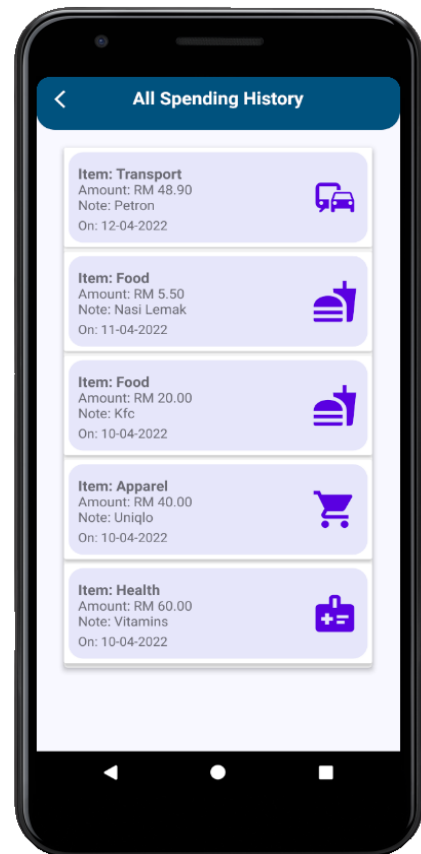 All Spending History
Item: Transport
Amount: RM 48.90
Note: Petron
On: 12-04-2022
Item: Food
Amount: RM 5.50
Note: Nasi Lemak
On: 11-04-2022
Item: Food
Amount: RM 20.00
Note: Kfc
On: 10-04-2022
Item: Apparel
Amount: RM 40.00
Note: Uniqlo
On: 10-04-2022
Item: Health
Amount: RM 60.00
Note: Vitamins
On: 10-04-2022